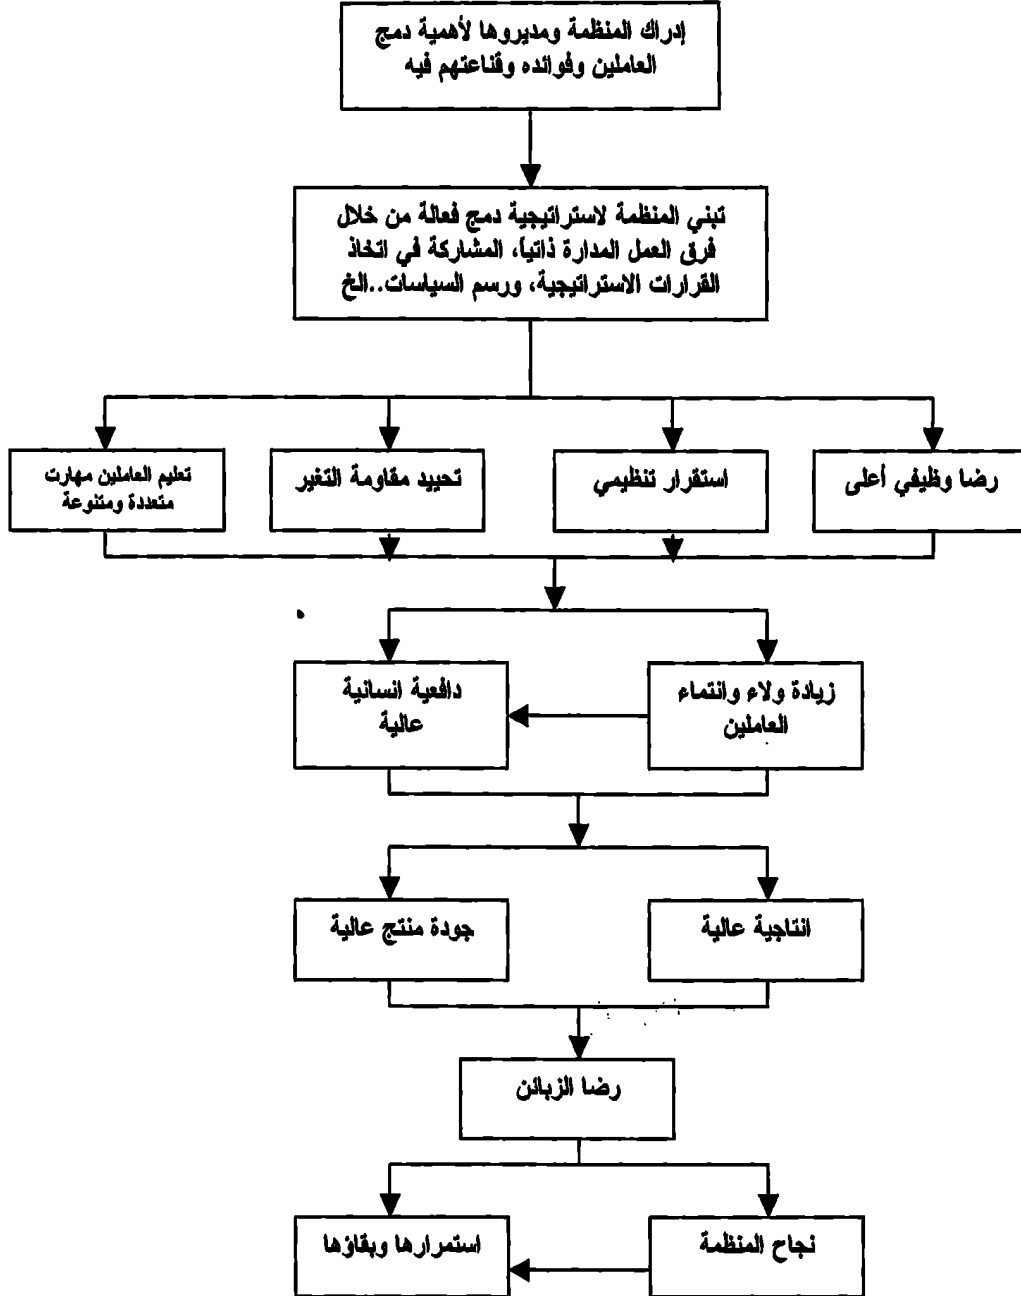 إدراك المنظمة ومديروها لأهمية دمج
العاملين وفوائده وقناعتهم فيه
تبني المنظمة لاستراتيجية دمج فعالة من خلال
فرق العمل المدارة ذاتياً، المشاركة في اتخاذ
القرارات الاستراتيجية، ورسم السياسات..الخ
رضا وظيفي أعلى
استقرار تنظيمي
تحييد مقاومة التغير
تعليم العاملين مهارت
متعددة ومتنوعة
زيادة ولاء وانتماء
العاملين
دافعية انسانية
عالية
انتاجية عالية
جودة منتج عالية
رضا الزبائن
نجاح المنظمة
استمرارها وبقاؤها